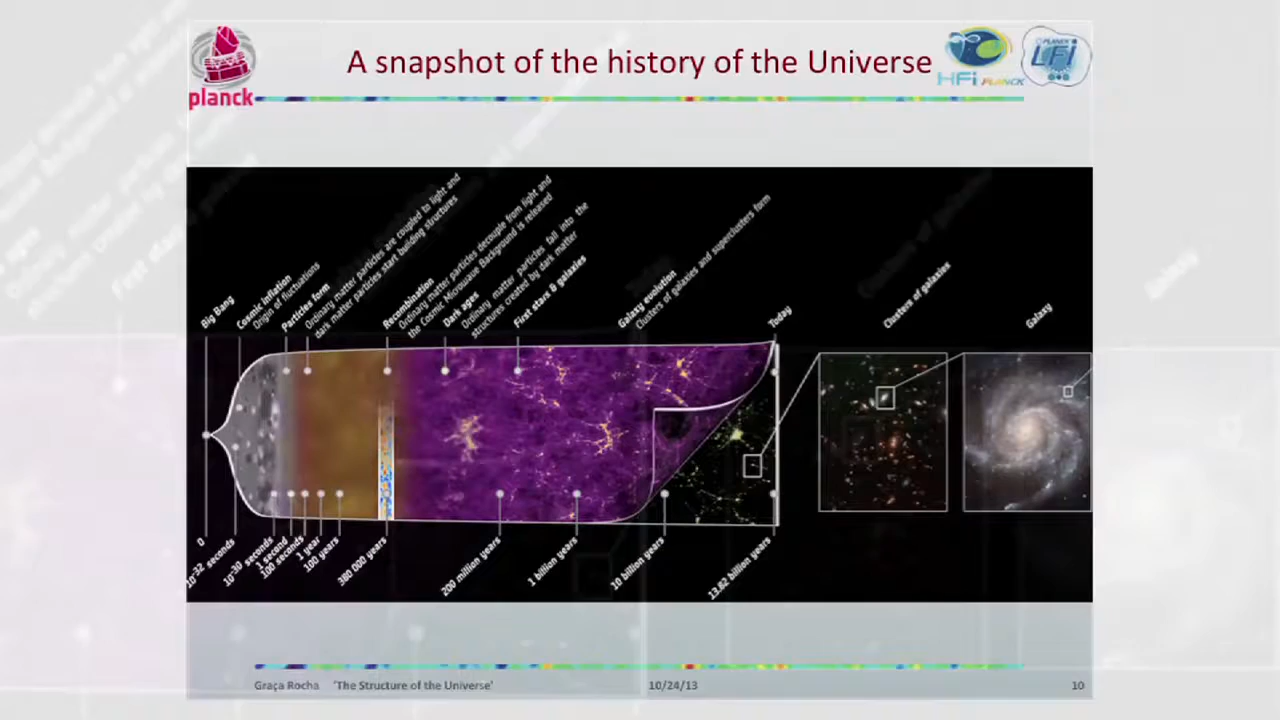 A snapshot of the history of the Universe
planck
HFi PLANCK
PLANCK
LFI
Big Bang
Cosmic inflation
Origin of fluctuations
Particles form
Ordinary matter particles are coupled to light and
dark matter particles start building structures
Recombination
Ordinary matter particles decouple from light and
the Cosmic Microwave Background is released
Dark ages
Ordinary matter particles fall into the
structures created by dark matter
First stars & galaxies
Galaxy evolution
Clusters of galaxies and superclusters form
Today
Clusters of galaxies
Galaxy
0
10⁻³² seconds
10⁻³⁰ seconds
1 second
100 seconds
1 year
100 years
380 000 years
200 million years
1 billion years
10 billion years
13.82 billion years
Graça Rocha 'The Structure of the Universe' 10/24/13 10